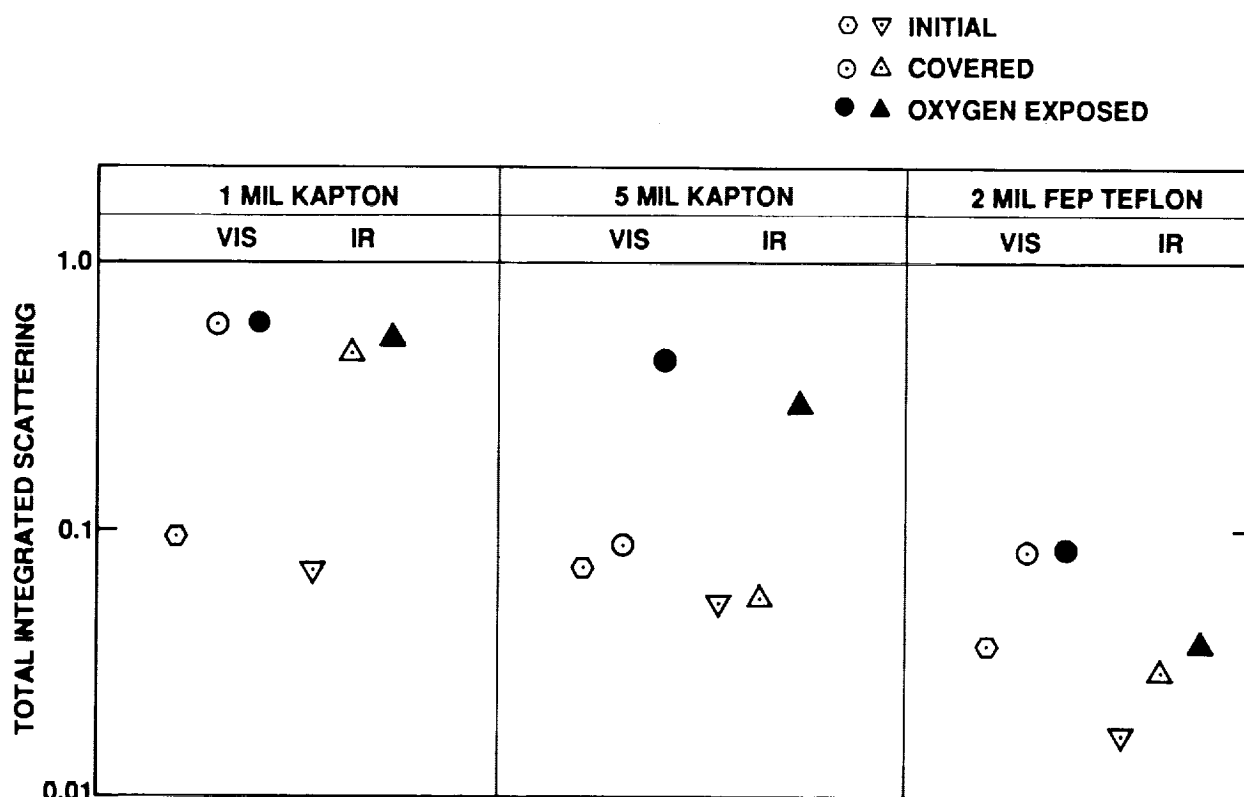 INITIAL
COVERED
OXYGEN EXPOSED
1 MIL KAPTON 5 MIL KAPTON 2 MIL FEP TEFLON
VIS IR VIS IR VIS IR
1.0
0.1
0.01
TOTAL INTEGRATED SCATTERING